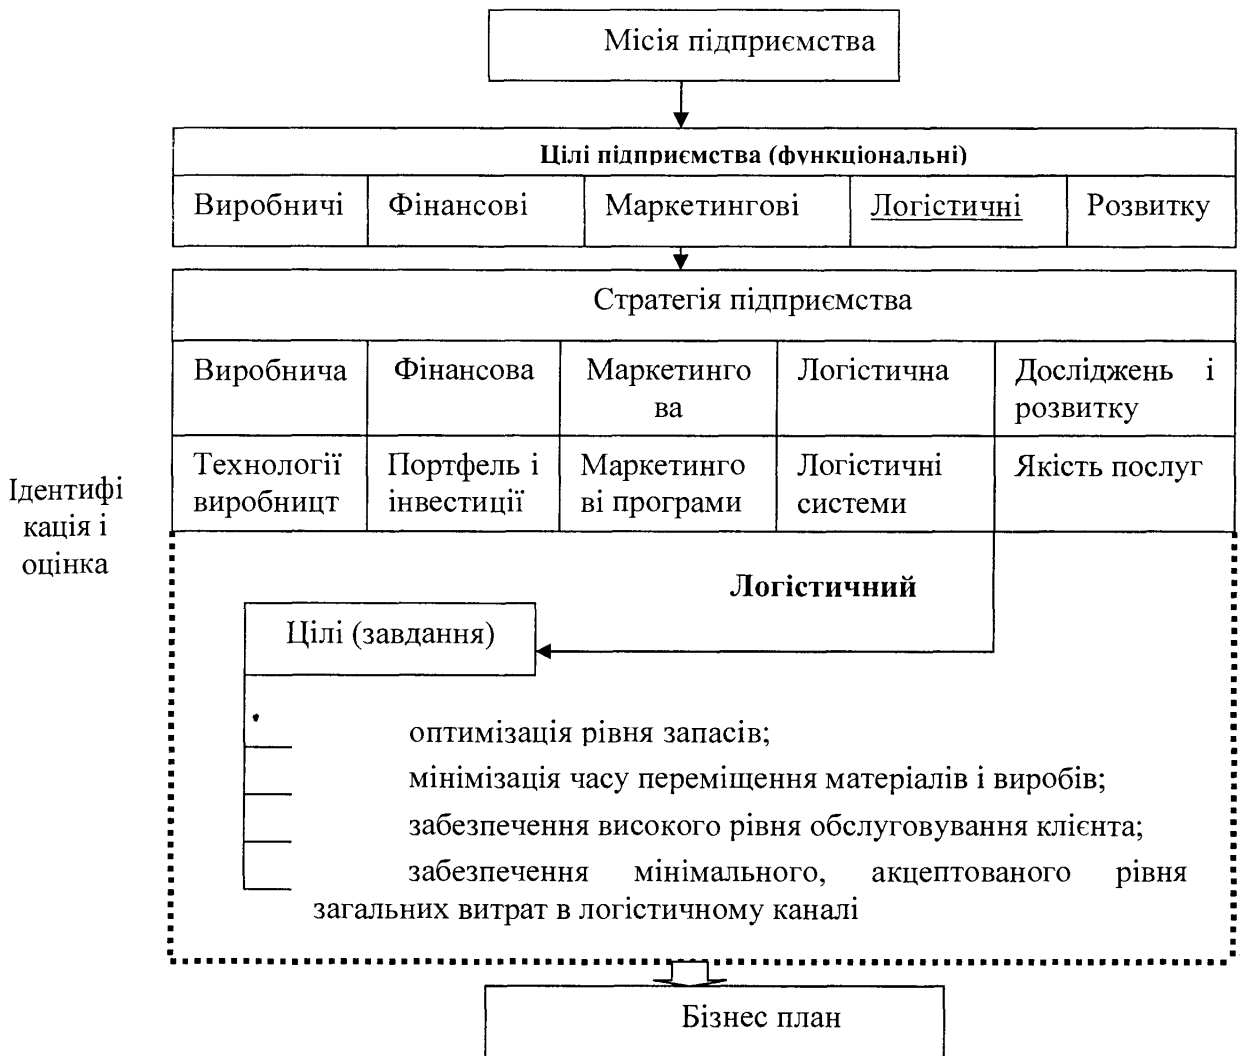 Місія підприємства
Цілі підприємства (функціональні)
Виробничі Фінансові Маркетингові Логістичні Розвитку
Стратегія підприємства
Виробнича Фінансова Маркетинго
ва Логістична Досліджень і
розвитку
Технології
виробницт Портфель і
інвестиції Маркетинго
ві програми Логістичні
системи Якість послуг
Ідентифі
кація і
оцінка
Логістичний
Цілі (завдання)
оптимізація рівня запасів;
мінімізація часу переміщення матеріалів і виробів;
забезпечення високого рівня обслуговування клієнта;
забезпечення мінімального, акцептованого рівня
загальних витрат в логістичному каналі
Бізнес план